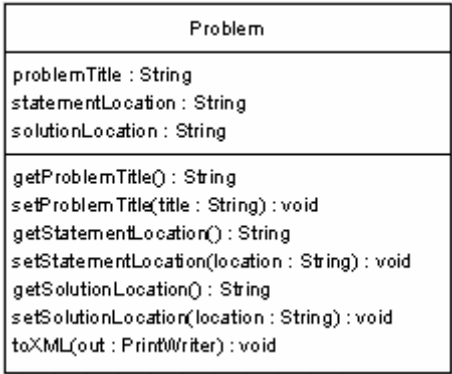 Problem
problemTitle : String
statementLocation : String
solutionLocation : String
getProblemTitle() : String
setProblemTitle(title : String) : void
getStatementLocation() : String
setStatementLocation(location : String) : void
getSolutionLocation() : String
setSolutionLocation(location : String) : void
toXML(out : PrintWriter) : void